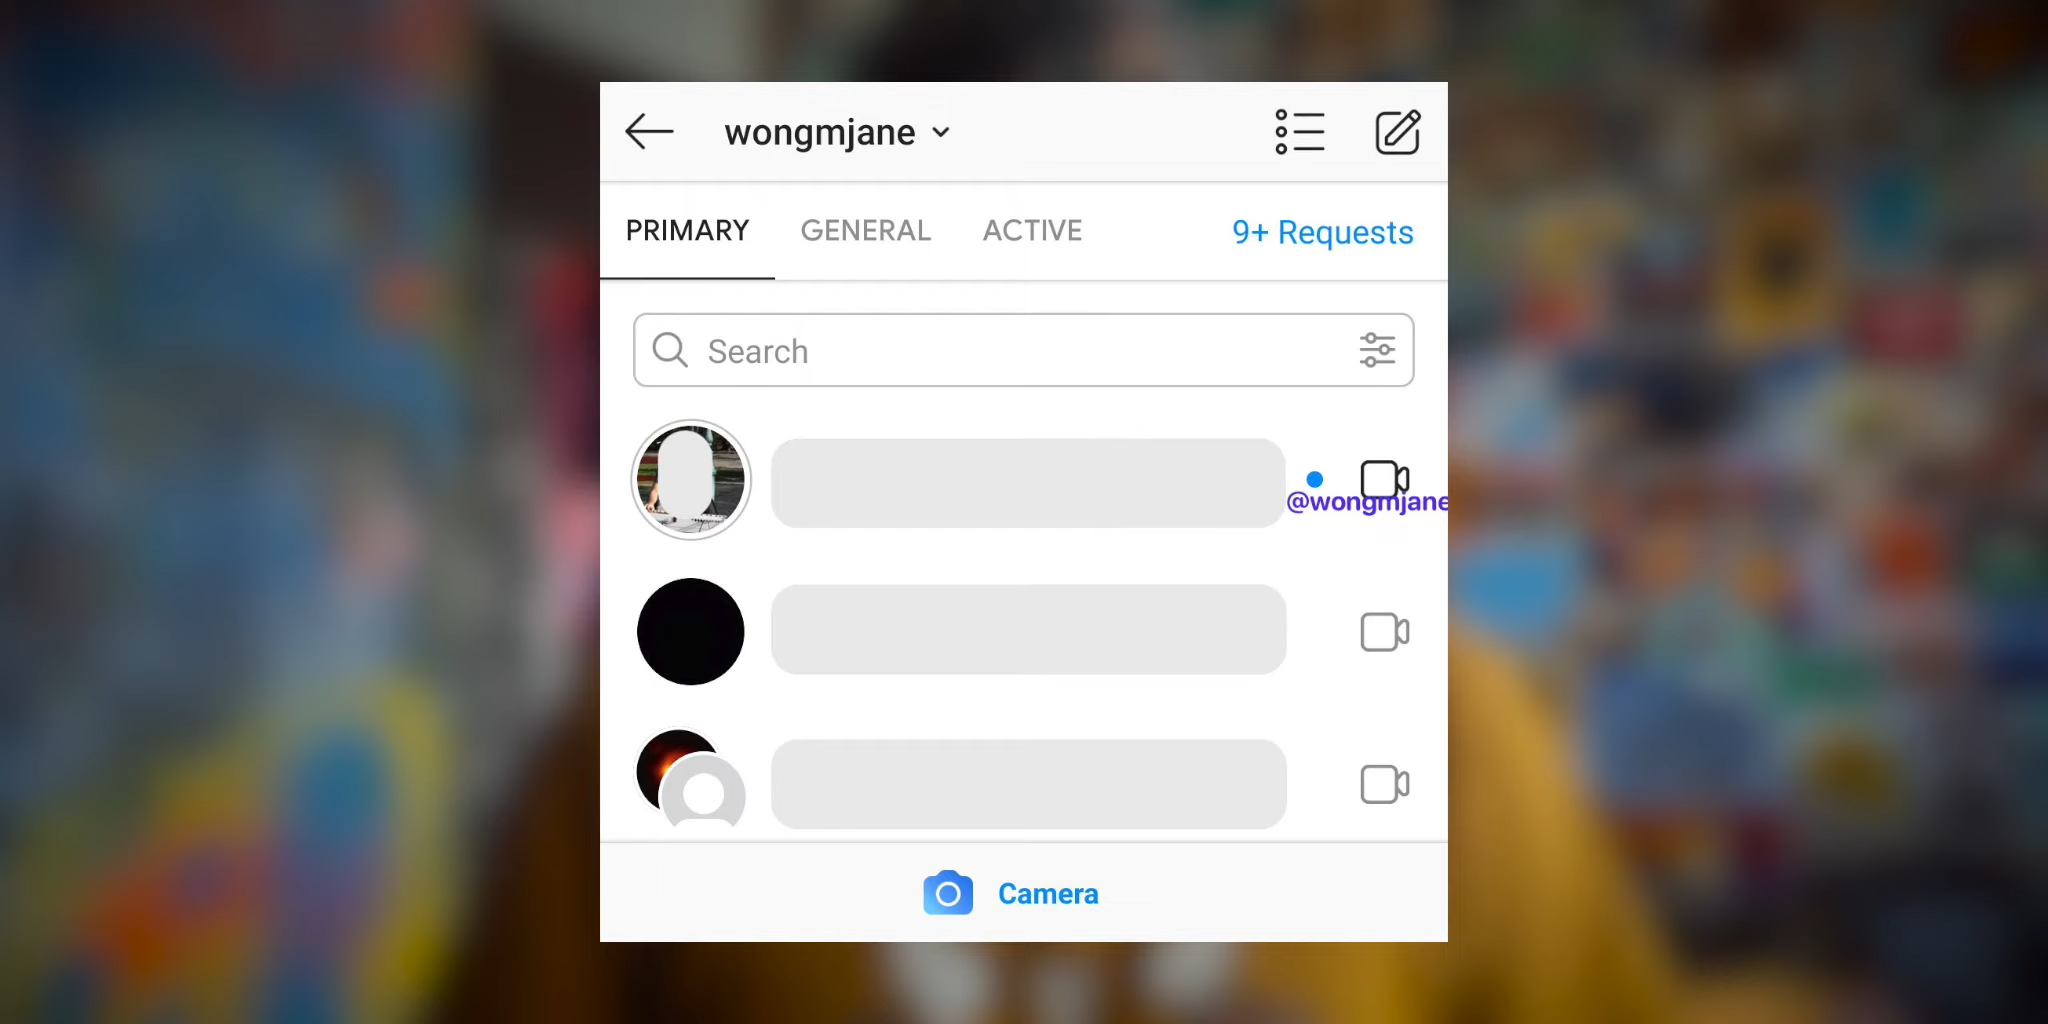 wongmjane
PRIMARY GENERAL ACTIVE 9+ Requests
Search
@wongmjane
Camera